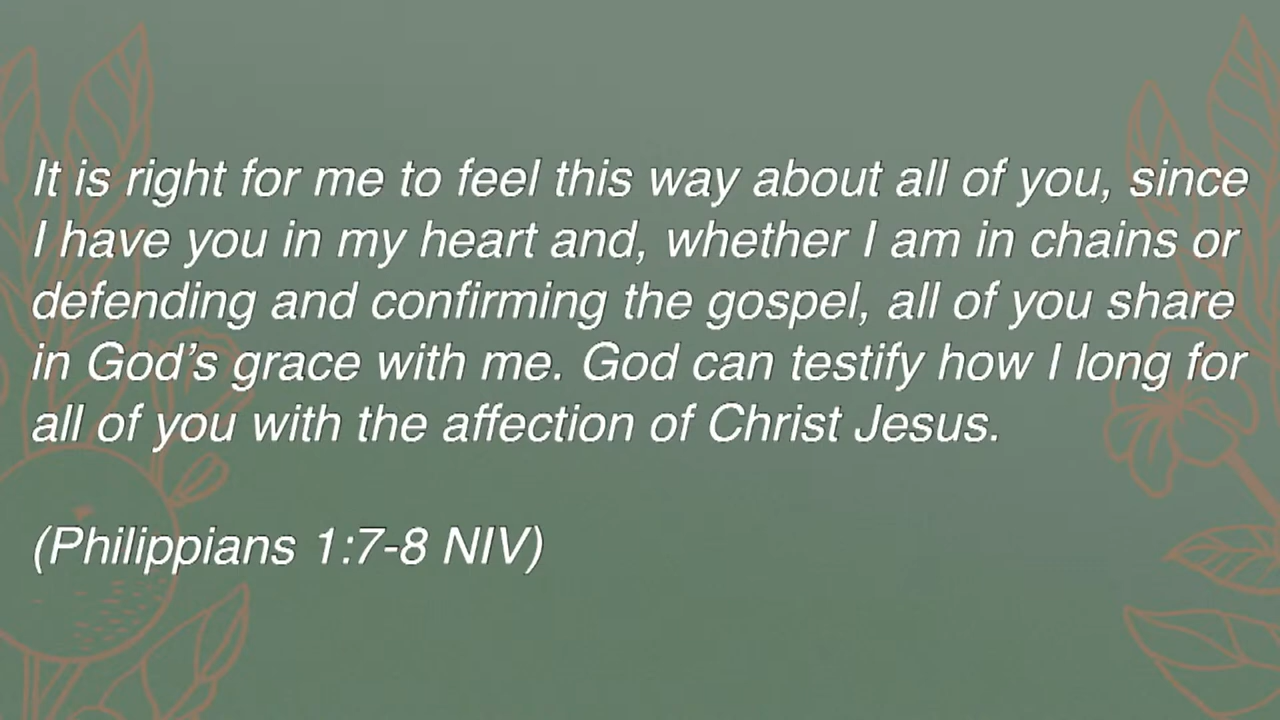 It is right for me to feel this way about all of you, since
I have you in my heart and, whether I am in chains or
defending and confirming the gospel, all of you share
in God’s grace with me. God can testify how I long for
all of you with the affection of Christ Jesus.
(Philippians 1:7-8 NIV)